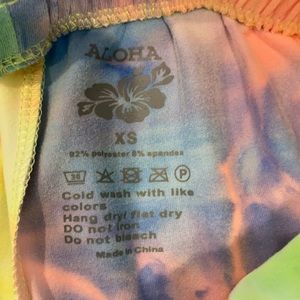 ALOHA
XS
92% polyester 8% spandex
30
Cold wash with like
colors
Hang dry/ flat dry
DO not iron
Do not bleach
Made in China